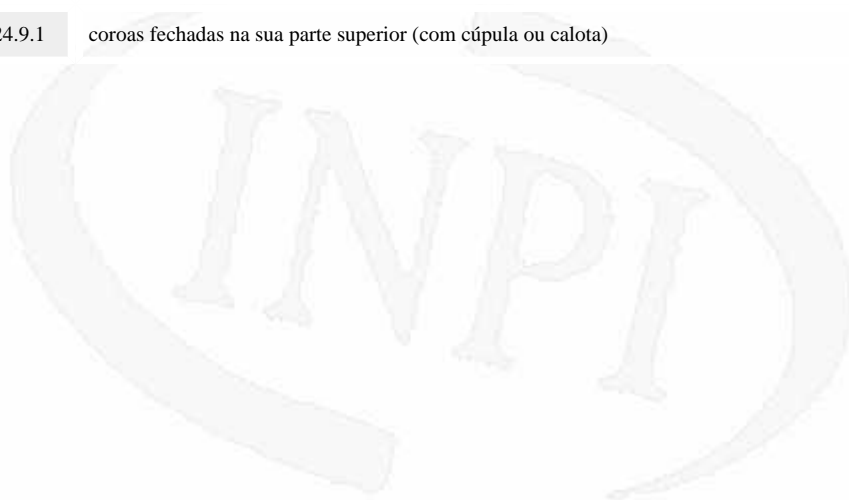 24.9.1 coroas fechadas na sua parte superior (com cúpula ou calota)
INPI